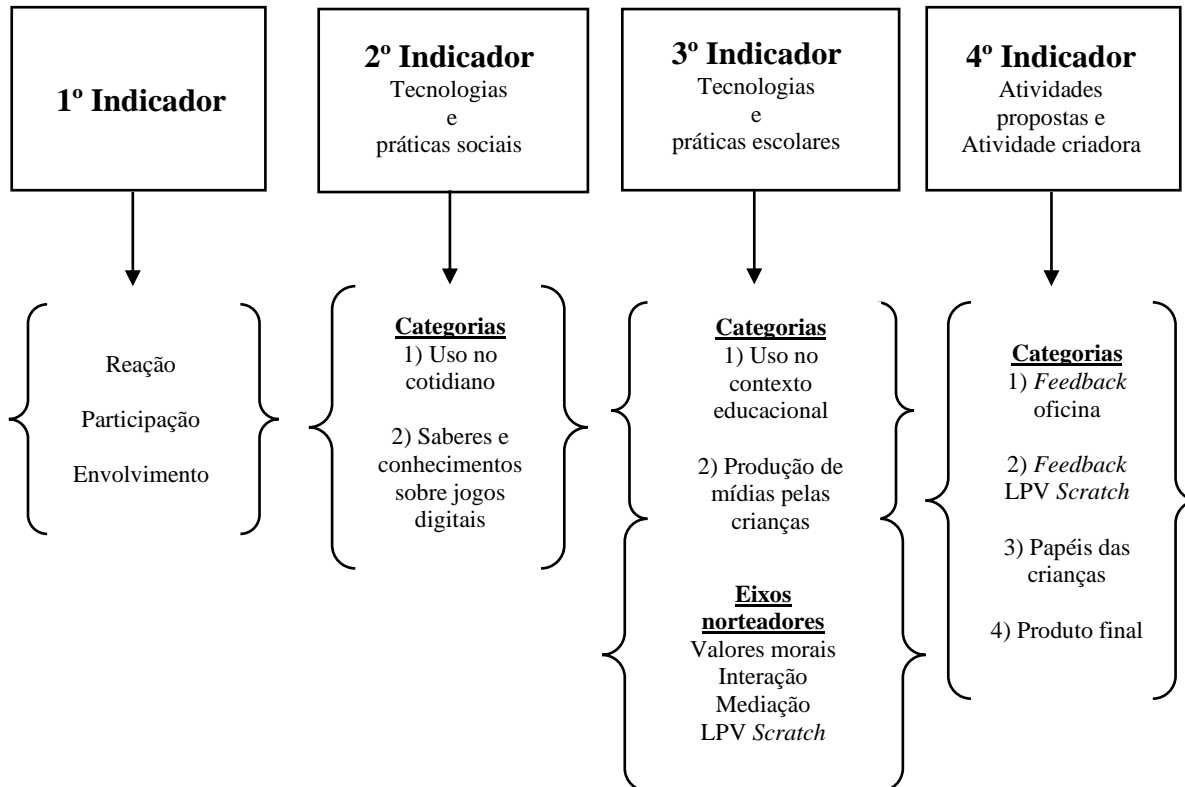 1º Indicador
2º Indicador
Tecnologias
e
práticas sociais
3º Indicador
Tecnologias
e
práticas escolares
4º Indicador
Atividades
propostas e
Atividade criadora
Reação
Participação
Envolvimento
Categorias
1) Uso no
cotidiano
2) Saberes e
conhecimentos
sobre jogos
digitais
Categorias
1) Uso no
contexto
educacional
2) Produção de
mídias pelas
crianças
Eixos
norteadores
Valores morais
Interação
Mediação
LPV Scratch
Categorias
1) Feedback
oficina
2) Feedback
LPV Scratch
3) Papéis das
crianças
4) Produto final